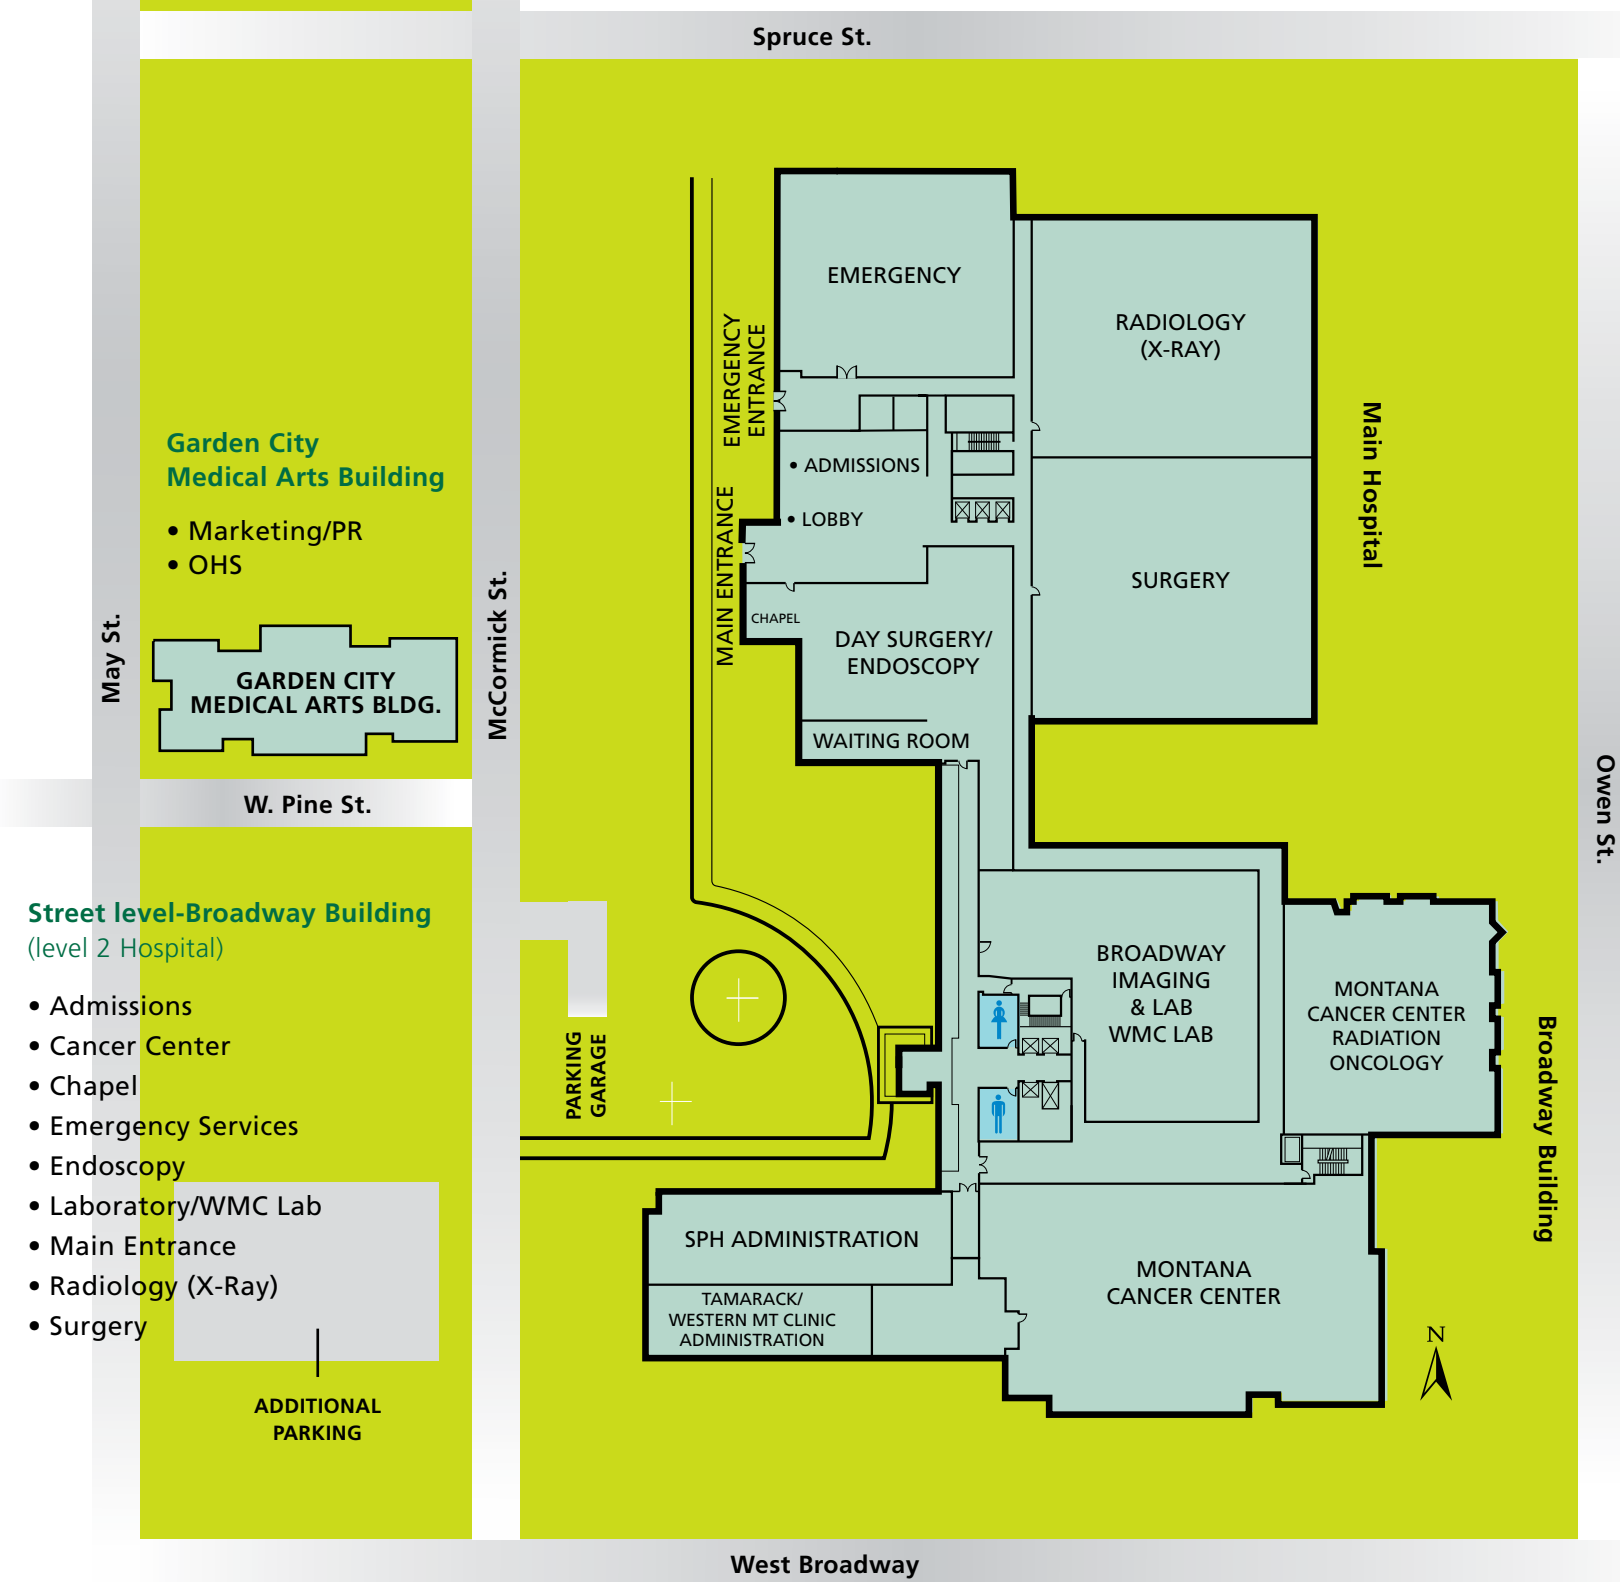 Spruce St.
EMERGENCY
RADIOLOGY
(X-RAY)
EMERGENCY
ENTRANCE
Main Hospital
Garden City
Medical Arts Building
• Marketing/PR
• OHS
• ADMISSIONS
• LOBBY
MAIN ENTRANCE
SURGERY
CHAPEL
DAY SURGERY/
ENDOSCOPY
May St.
McCormick St.
GARDEN CITY
MEDICAL ARTS BLDG.
WAITING ROOM
W. Pine St.
Owen St.
Street level-Broadway Building
(level 2 Hospital)
• Admissions
• Cancer Center
• Chapel
• Emergency Services
• Endoscopy
• Laboratory/WMC Lab
• Main Entrance
• Radiology (X-Ray)
• Surgery
ADDITIONAL
PARKING
PARKING
GARAGE
BROADWAY
IMAGING
& LAB
WMC LAB
MONTANA
CANCER CENTER
RADIATION
ONCOLOGY
Broadway Building
SPH ADMINISTRATION
TAMARACK/
WESTERN MT CLINIC
ADMINISTRATION
MONTANA
CANCER CENTER
N
West Broadway